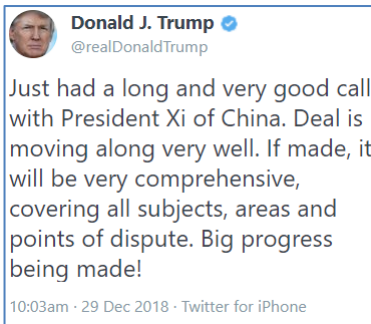 Donald J. Trump
@realDonaldTrump
Just had a long and very good call
with President Xi of China. Deal is
moving along very well. If made, it
will be very comprehensive,
covering all subjects, areas and
points of dispute. Big progress
being made!
10:03am · 29 Dec 2018 · Twitter for iPhone